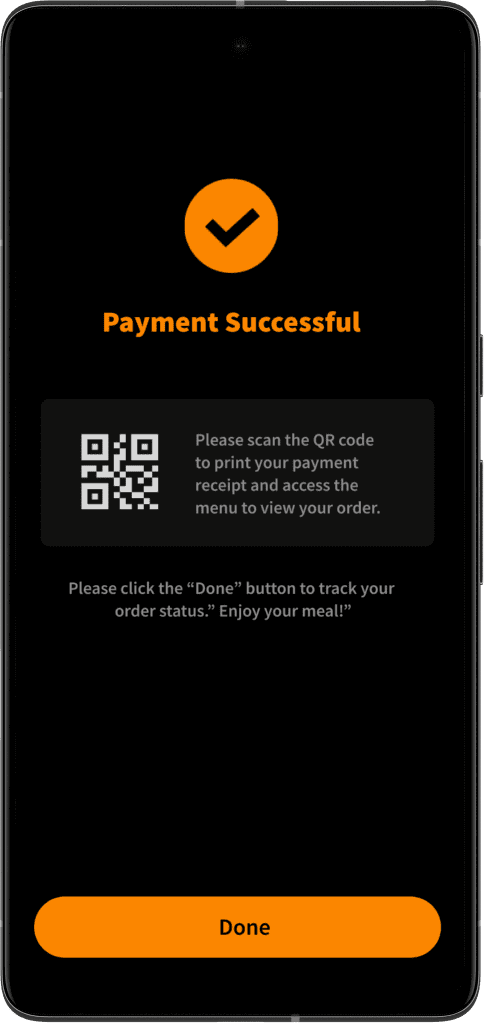 Payment Successful
Please scan the QR code
to print your payment
receipt and access the
menu to view your order.
Please click the “Done” button to track your
order status.” Enjoy your meal!”
Done